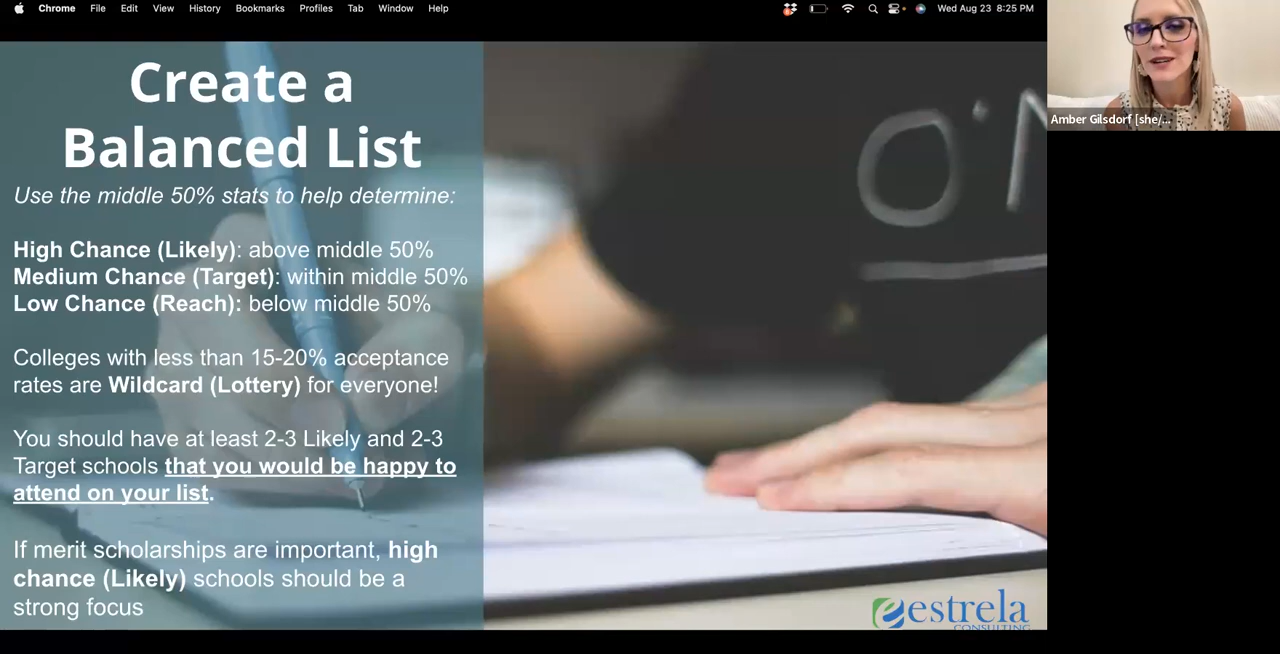 Chrome File Edit View History Bookmarks Profiles Tab Window Help
Wed Aug 23 8:25 PM
Amber Gilsdorf [she/...
Create a
Balanced List
Use the middle 50% stats to help determine:
High Chance (Likely): above middle 50%
Medium Chance (Target): within middle 50%
Low Chance (Reach): below middle 50%
Colleges with less than 15-20% acceptance
rates are Wildcard (Lottery) for everyone!
You should have at least 2-3 Likely and 2-3
Target schools that you would be happy to
attend on your list.
If merit scholarships are important, high
chance (Likely) schools should be a
strong focus
estrela
CONSULTING